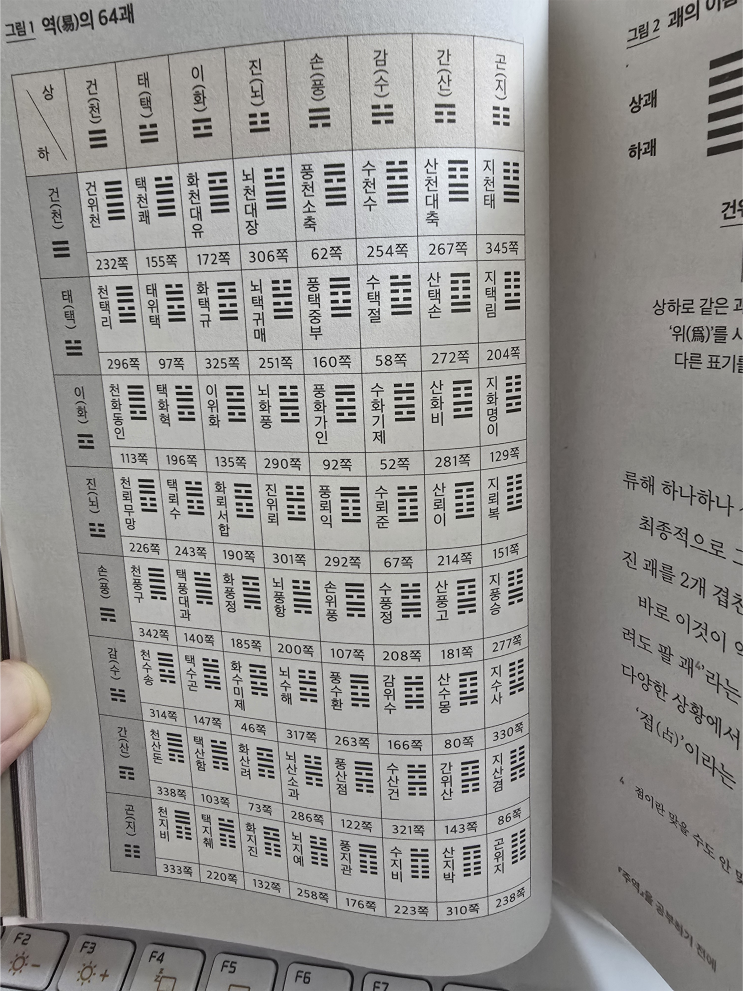 그림 1 역(易)의 64괘
상 건(천) 태(택) 이(화) 진(뇌) 손(풍) 감(수) 간(산) 곤(지)
하
건(천) 건위천 택천쾌 화천대유 뇌천대장 풍천소축 수천수 산천대축 지천태
232쪽 155쪽 172쪽 306쪽 62쪽 254쪽 267쪽 345쪽
태(택) 천택리 태위택 화택규 뇌택귀매 풍택중부 수택절 산택손 지택림
296쪽 97쪽 325쪽 251쪽 160쪽 58쪽 272쪽 204쪽
이(화) 천화동인 택화혁 이위화 뇌화풍 풍화가인 수화기제 산화비 지화명이
113쪽 196쪽 135쪽 290쪽 92쪽 52쪽 281쪽 129쪽
진(뇌) 천뢰무망 택뢰수 화뢰서합 진위뢰 풍뢰익 수뢰준 산뢰이 지뢰복
226쪽 243쪽 190쪽 301쪽 292쪽 67쪽 214쪽 151쪽
손(풍) 천풍구 택풍대과 화풍정 뇌풍항 손위풍 수풍정 산풍고 지풍승
342쪽 140쪽 185쪽 200쪽 107쪽 208쪽 181쪽 277쪽
감(수) 천수송 택수곤 화수미제 뇌수해 풍수환 감위수 산수몽 지수사
314쪽 147쪽 46쪽 317쪽 263쪽 166쪽 80쪽 330쪽
간(산) 천산돈 택산함 화산려 뇌산소과 풍산점 수산건 간위산 지산겸
338쪽 103쪽 73쪽 286쪽 122쪽 321쪽 143쪽 86쪽
곤(지) 천지비 택지췌 화지진 뇌지예 풍지관 수지비 산지박 곤위지
333쪽 220쪽 132쪽 258쪽 176쪽 223쪽 310쪽 238쪽
그림 2 괘의 이름
상괘
하괘
건위
상하로 같은 괘
'위(爲)'를 사
다른 표기를
류해 하나하나
최종적으로 그
진 괘를 2개 겹친
바로 이것이 역
려도 팔 괘⁴'라는
다양한 상황에서
'점(占)'이라는
4 점이란 맞을 수도 안 맞
『주역』을 공부하기 전에
F2
F3
F4
F5
F6
F7